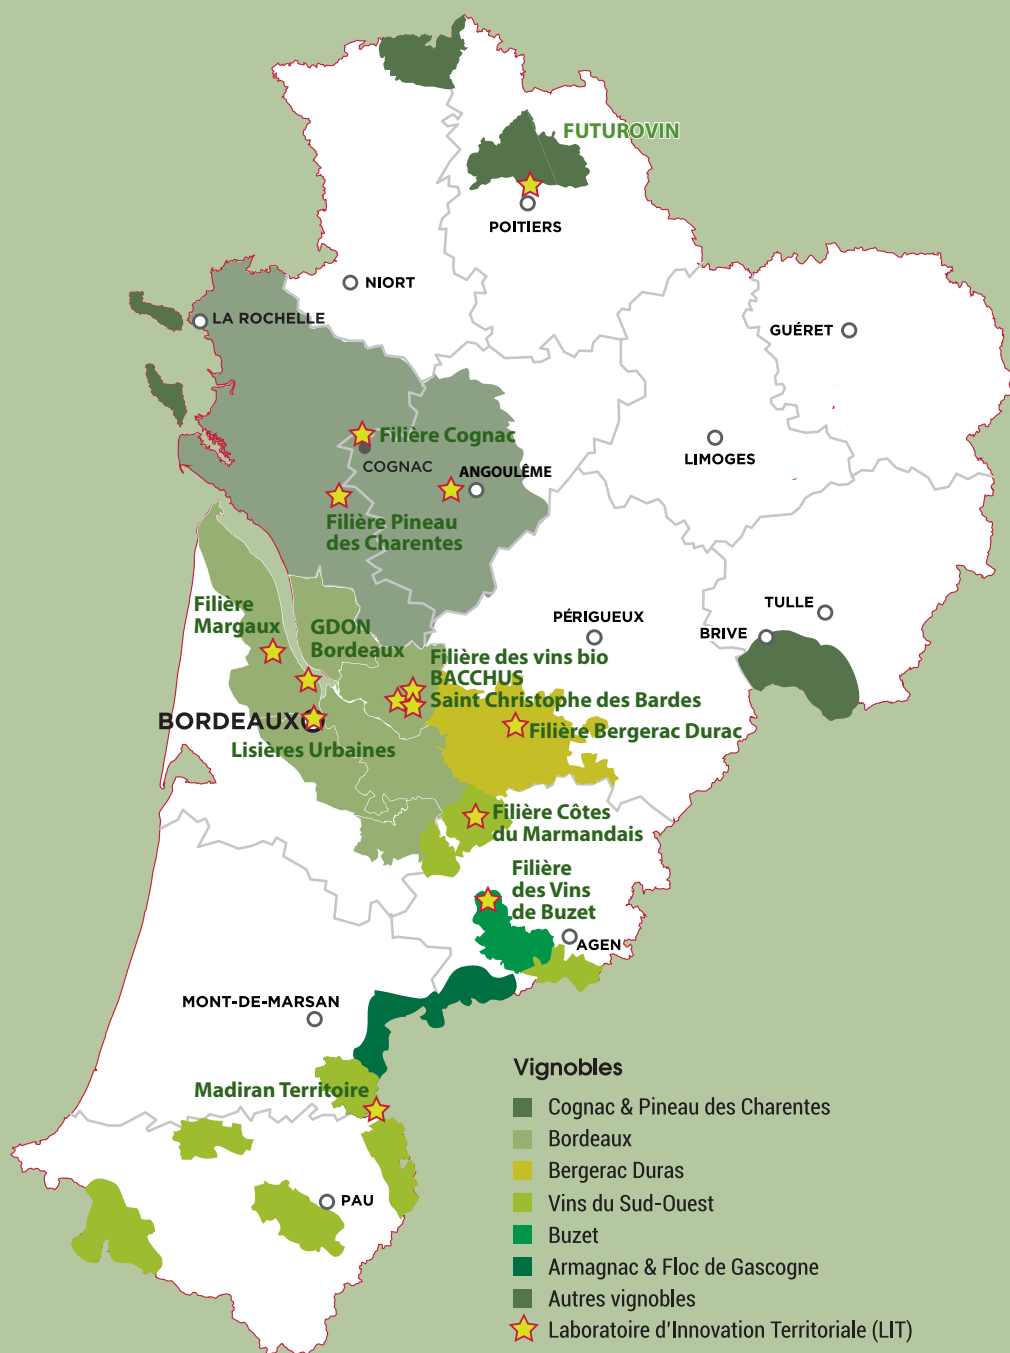 FUTUROVIN
POITIERS
NIORT
LA ROCHELLE
GUÉRET
Filière Cognac
COGNAC
ANGOULÊME
LIMOGES
Filière Pineau
des Charentes
Filière
Margaux
GDON
Bordeaux
PÉRIGUEUX
TULLE
BRIVE
Filière des vins bio
BACCHUS
Saint Christophe des Bardes
BORDEAUX
Filière Bergerac Durac
Lisières Urbaines
Filière Côtes
du Marmandais
Filière
des Vins
de Buzet
AGEN
MONT-DE-MARSAN
Madiran Territoire
PAU
Vignobles
Cognac & Pineau des Charentes
Bordeaux
Bergerac Duras
Vins du Sud-Ouest
Buzet
Armagnac & Floc de Gascogne
Autres vignobles
Laboratoire d'Innovation Territoriale (LIT)